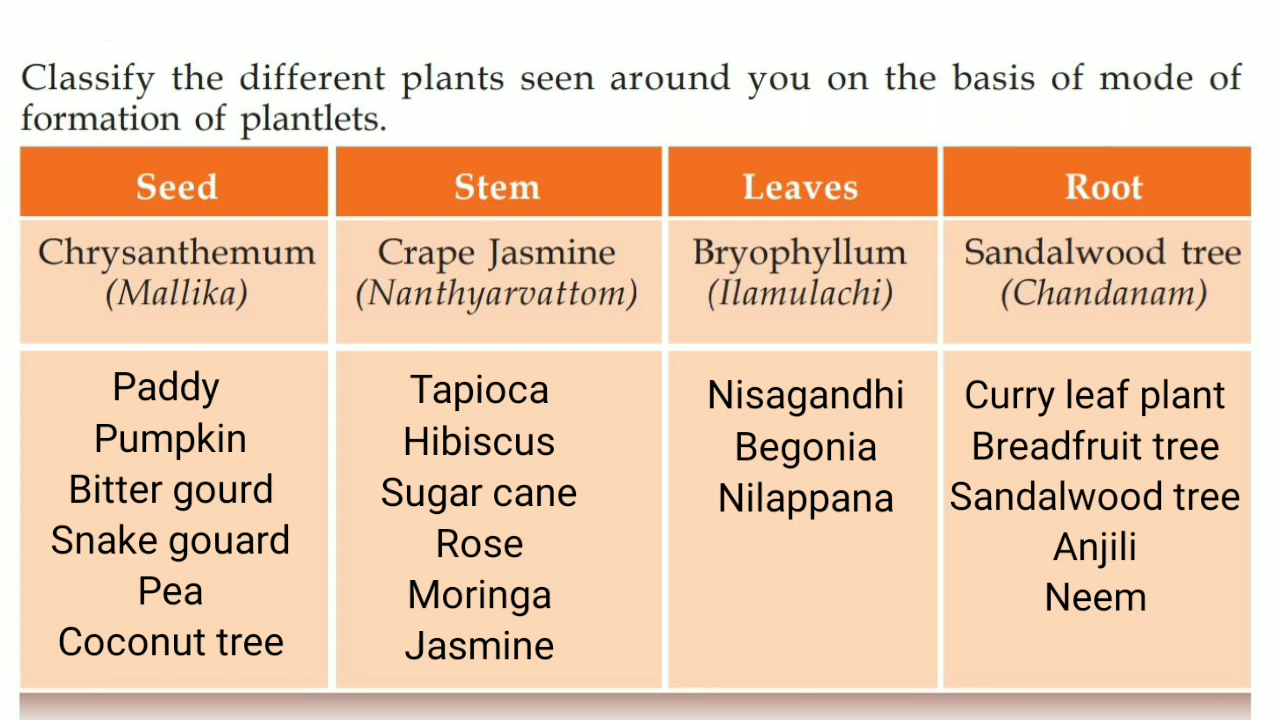 Classify the different plants seen around you on the basis of mode of
formation of plantlets.
Seed
Stem
Leaves
Root
Chrysanthemum
(Mallika)
Crape Jasmine
(Nanthyarvattom)
Bryophyllum
(Ilamulachi)
Sandalwood tree
(Chandanam)
Paddy
Pumpkin
Bitter gourd
Snake gouard
Pea
Coconut tree
Tapioca
Hibiscus
Sugar cane
Rose
Moringa
Jasmine
Nisagandhi
Begonia
Nilappana
Curry leaf plant
Breadfruit tree
Sandalwood tree
Anjili
Neem